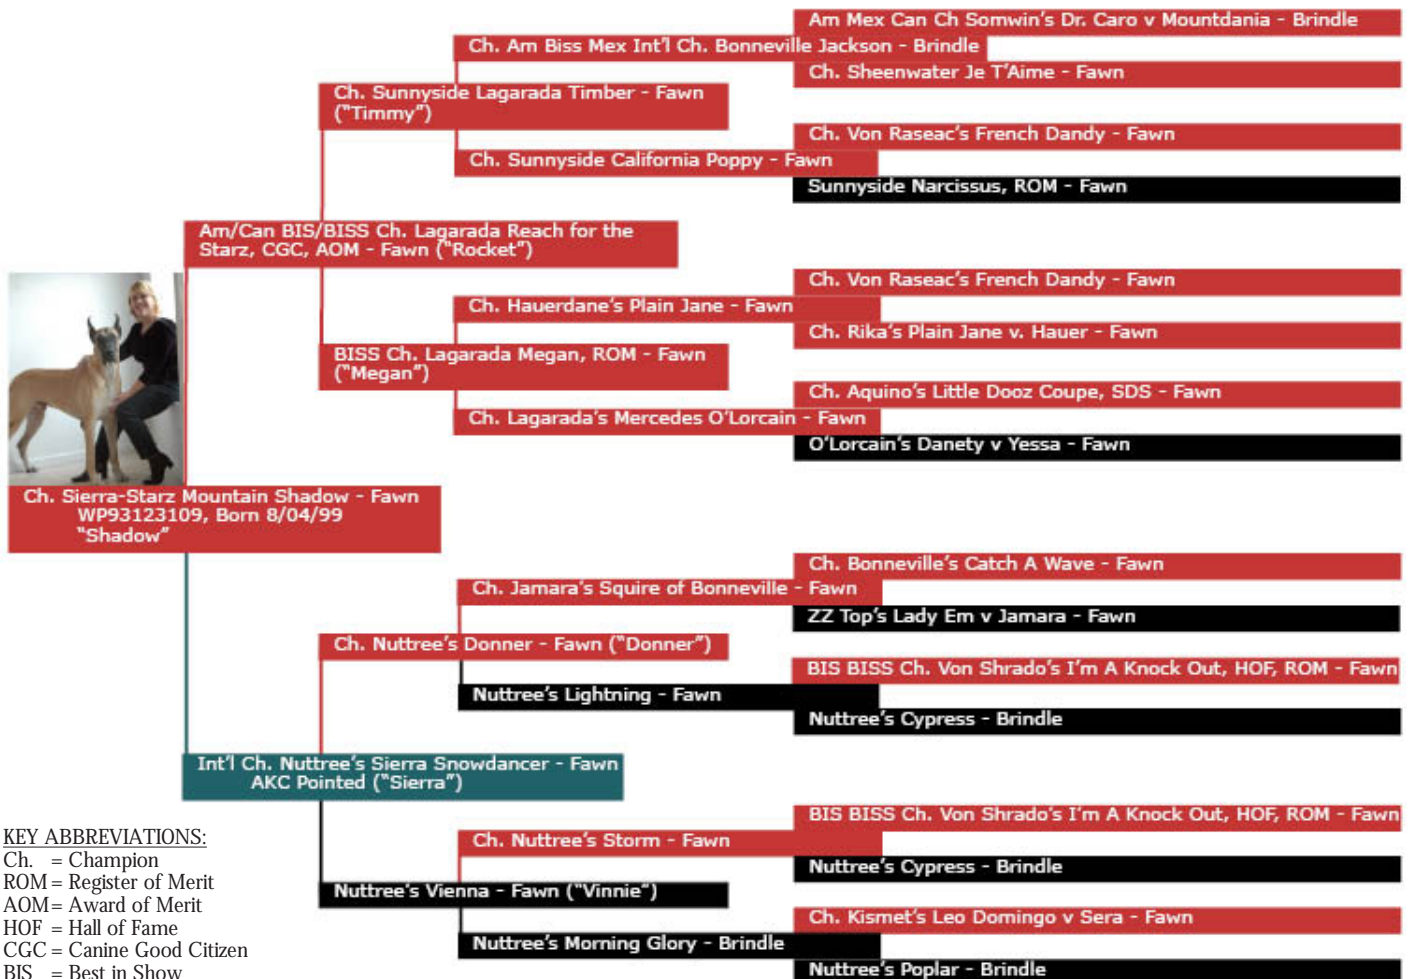 Am Mex Can Ch Somwin's Dr. Caro v Mountdania - Brindle
Ch. Am Biss Mex Int'l Ch. Bonneville Jackson - Brindle
Ch. Sheenwater Je T'Aime - Fawn
Ch. Sunnyside Lagarada Timber - Fawn
("Timmy")
Ch. Von Raseac's French Dandy - Fawn
Ch. Sunnyside California Poppy - Fawn
Sunnyside Narcissus, ROM - Fawn
Am/Can BIS/BISS Ch. Lagarada Reach for the
Starz, CGC, AOM - Fawn ("Rocket")
Ch. Von Raseac's French Dandy - Fawn
Ch. Hauerdane's Plain Jane - Fawn
Ch. Rika's Plain Jane v. Hauer - Fawn
BISS Ch. Lagarada Megan, ROM - Fawn
("Megan")
Ch. Aquino's Little Dooz Coupe, SDS - Fawn
Ch. Lagarada's Mercedes O'Lorcain - Fawn
O'Lorcain's Danety v Yessa - Fawn
Ch. Sierra-Starz Mountain Shadow - Fawn
WP93123109, Born 8/04/99
"Shadow"
Ch. Bonneville's Catch A Wave - Fawn
Ch. Jamara's Squire of Bonneville - Fawn
ZZ Top's Lady Em v Jamara - Fawn
Ch. Nuttree's Donner - Fawn ("Donner")
BIS BISS Ch. Von Shrado's I'm A Knock Out, HOF, ROM - Fawn
Nuttree's Lightning - Fawn
Nuttree's Cypress - Brindle
Int'l Ch. Nuttree's Sierra Snowdancer - Fawn
AKC Pointed ("Sierra")
BIS BISS Ch. Von Shrado's I'm A Knock Out, HOF, ROM - Fawn
Ch. Nuttree's Storm - Fawn
Nuttree's Cypress - Brindle
Nuttree's Vienna - Fawn ("Vinnie")
Ch. Kismet's Leo Domingo v Sera - Fawn
Nuttree's Morning Glory - Brindle
Nuttree's Poplar - Brindle
KEY ABBREVIATIONS:
Ch. = Champion
ROM = Register of Merit
AOM = Award of Merit
HOF = Hall of Fame
CGC = Canine Good Citizen
BIS = Best in Show